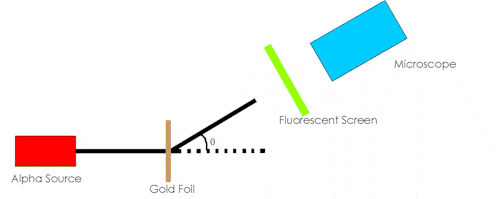 Microscope
Fluorescent Screen
θ
Alpha Source
Gold Foil